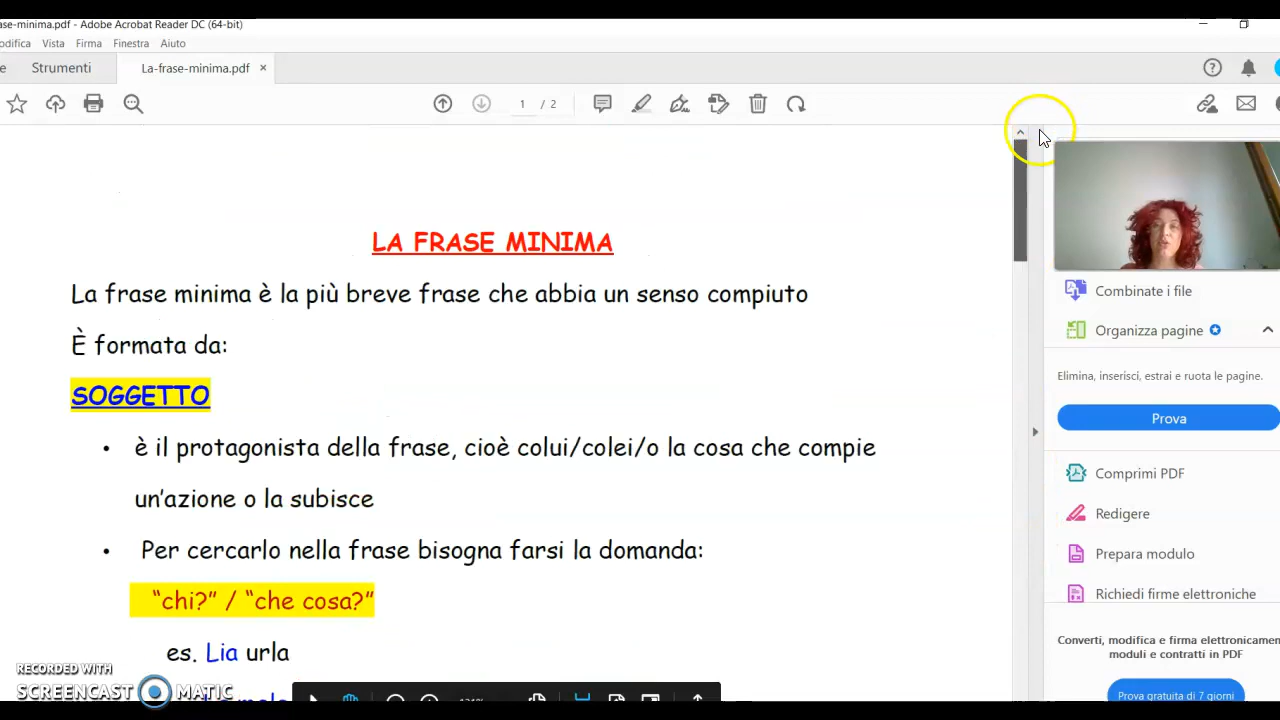 ase-minima.pdf - Adobe Acrobat Reader DC (64-bit)
odifica Vista Firma Finestra Aiuto
e Strumenti La-frase-minima.pdf ×
1 / 2
LA FRASE MINIMA
La frase minima è la più breve frase che abbia un senso compiuto
È formata da:
SOGGETTO
• è il protagonista della frase, cioè colui/colei/o la cosa che compie
un'azione o la subisce
• Per cercarlo nella frase bisogna farsi la domanda:
"chi?" / "che cosa?"
es. Lia urla
Combinate i file
Organizza pagine
Elimina, inserisci, estrai e ruota le pagine.
Prova
Comprimi PDF
Redigere
Prepara modulo
Richiedi firme elettroniche
Converti, modifica e firma elettronicamen
moduli e contratti in PDF
Prova gratuita di 7 giorni
RECORDED WITH
SCREENCAST MATIC